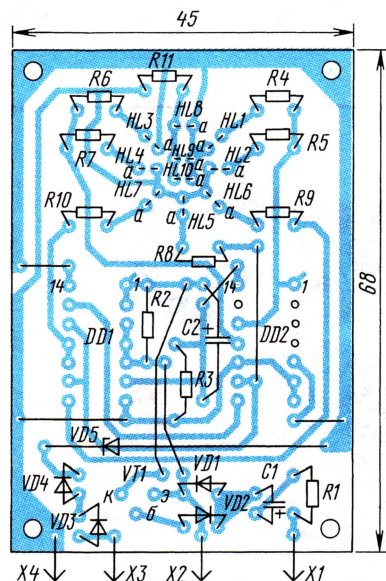 45
R11
R6
R4
HL8
HL3
HL1
a
a
R7
R5
HL4
HL9
HL2
a
a
a
HL10
a
HL7
HL6
R10
R9
a
HL5
a
a
R8
68
14
1
14
1
R2
DD1
C2 +
DD2
R3
VD5
VD4
VT1
VD1
C1
к
э
VD2
R1
VD3
б
+
X4
X3
X2
X1